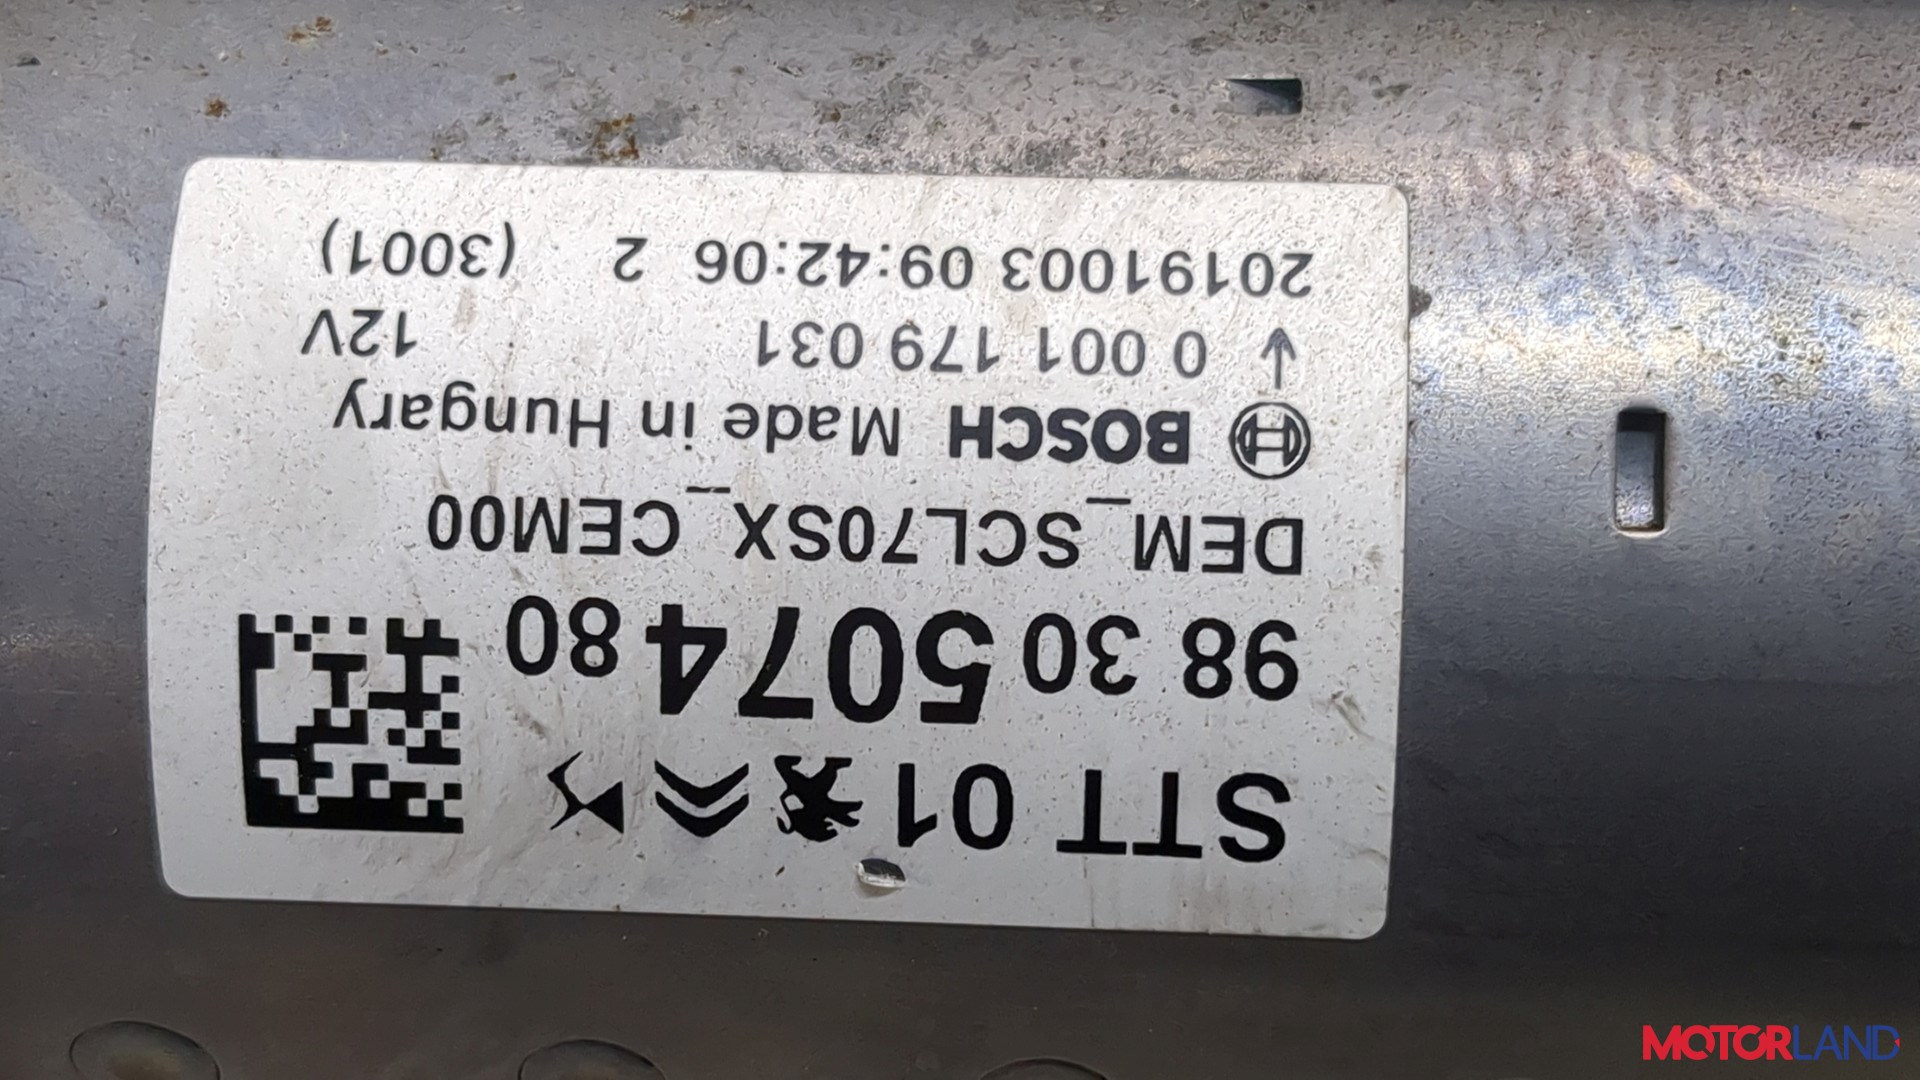 STT 01
98 30 5074 80
DEM_SCL70SX_CEM00
BOSCH Made in Hungary
0 001 179 031 12V
20191003 09:42:06 2 (3001)
MOTORLAND